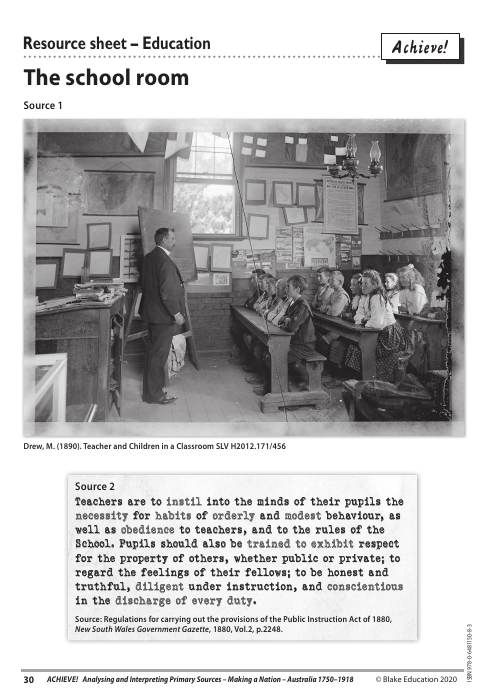 Resource sheet – Education
Achieve!
The school room
Source 1
Drew, M. (1890). Teacher and Children in a Classroom SLV H2012.171/456
Source 2
Teachers are to instil into the minds of their pupils the
necessity for habits of orderly and modest behaviour, as
well as obedience to teachers, and to the rules of the
School. Pupils should also be trained to exhibit respect
for the property of others, whether public or private; to
regard the feelings of their fellows; to be honest and
truthful, diligent under instruction, and conscientious
in the discharge of every duty.
Source: Regulations for carrying out the provisions of the Public Instruction Act of 1880,
New South Wales Government Gazette, 1880, Vol.2, p.2248.
30 ACHIEVE! Analysing and Interpreting Primary Sources – Making a Nation – Australia 1750–1918 © Blake Education 2020